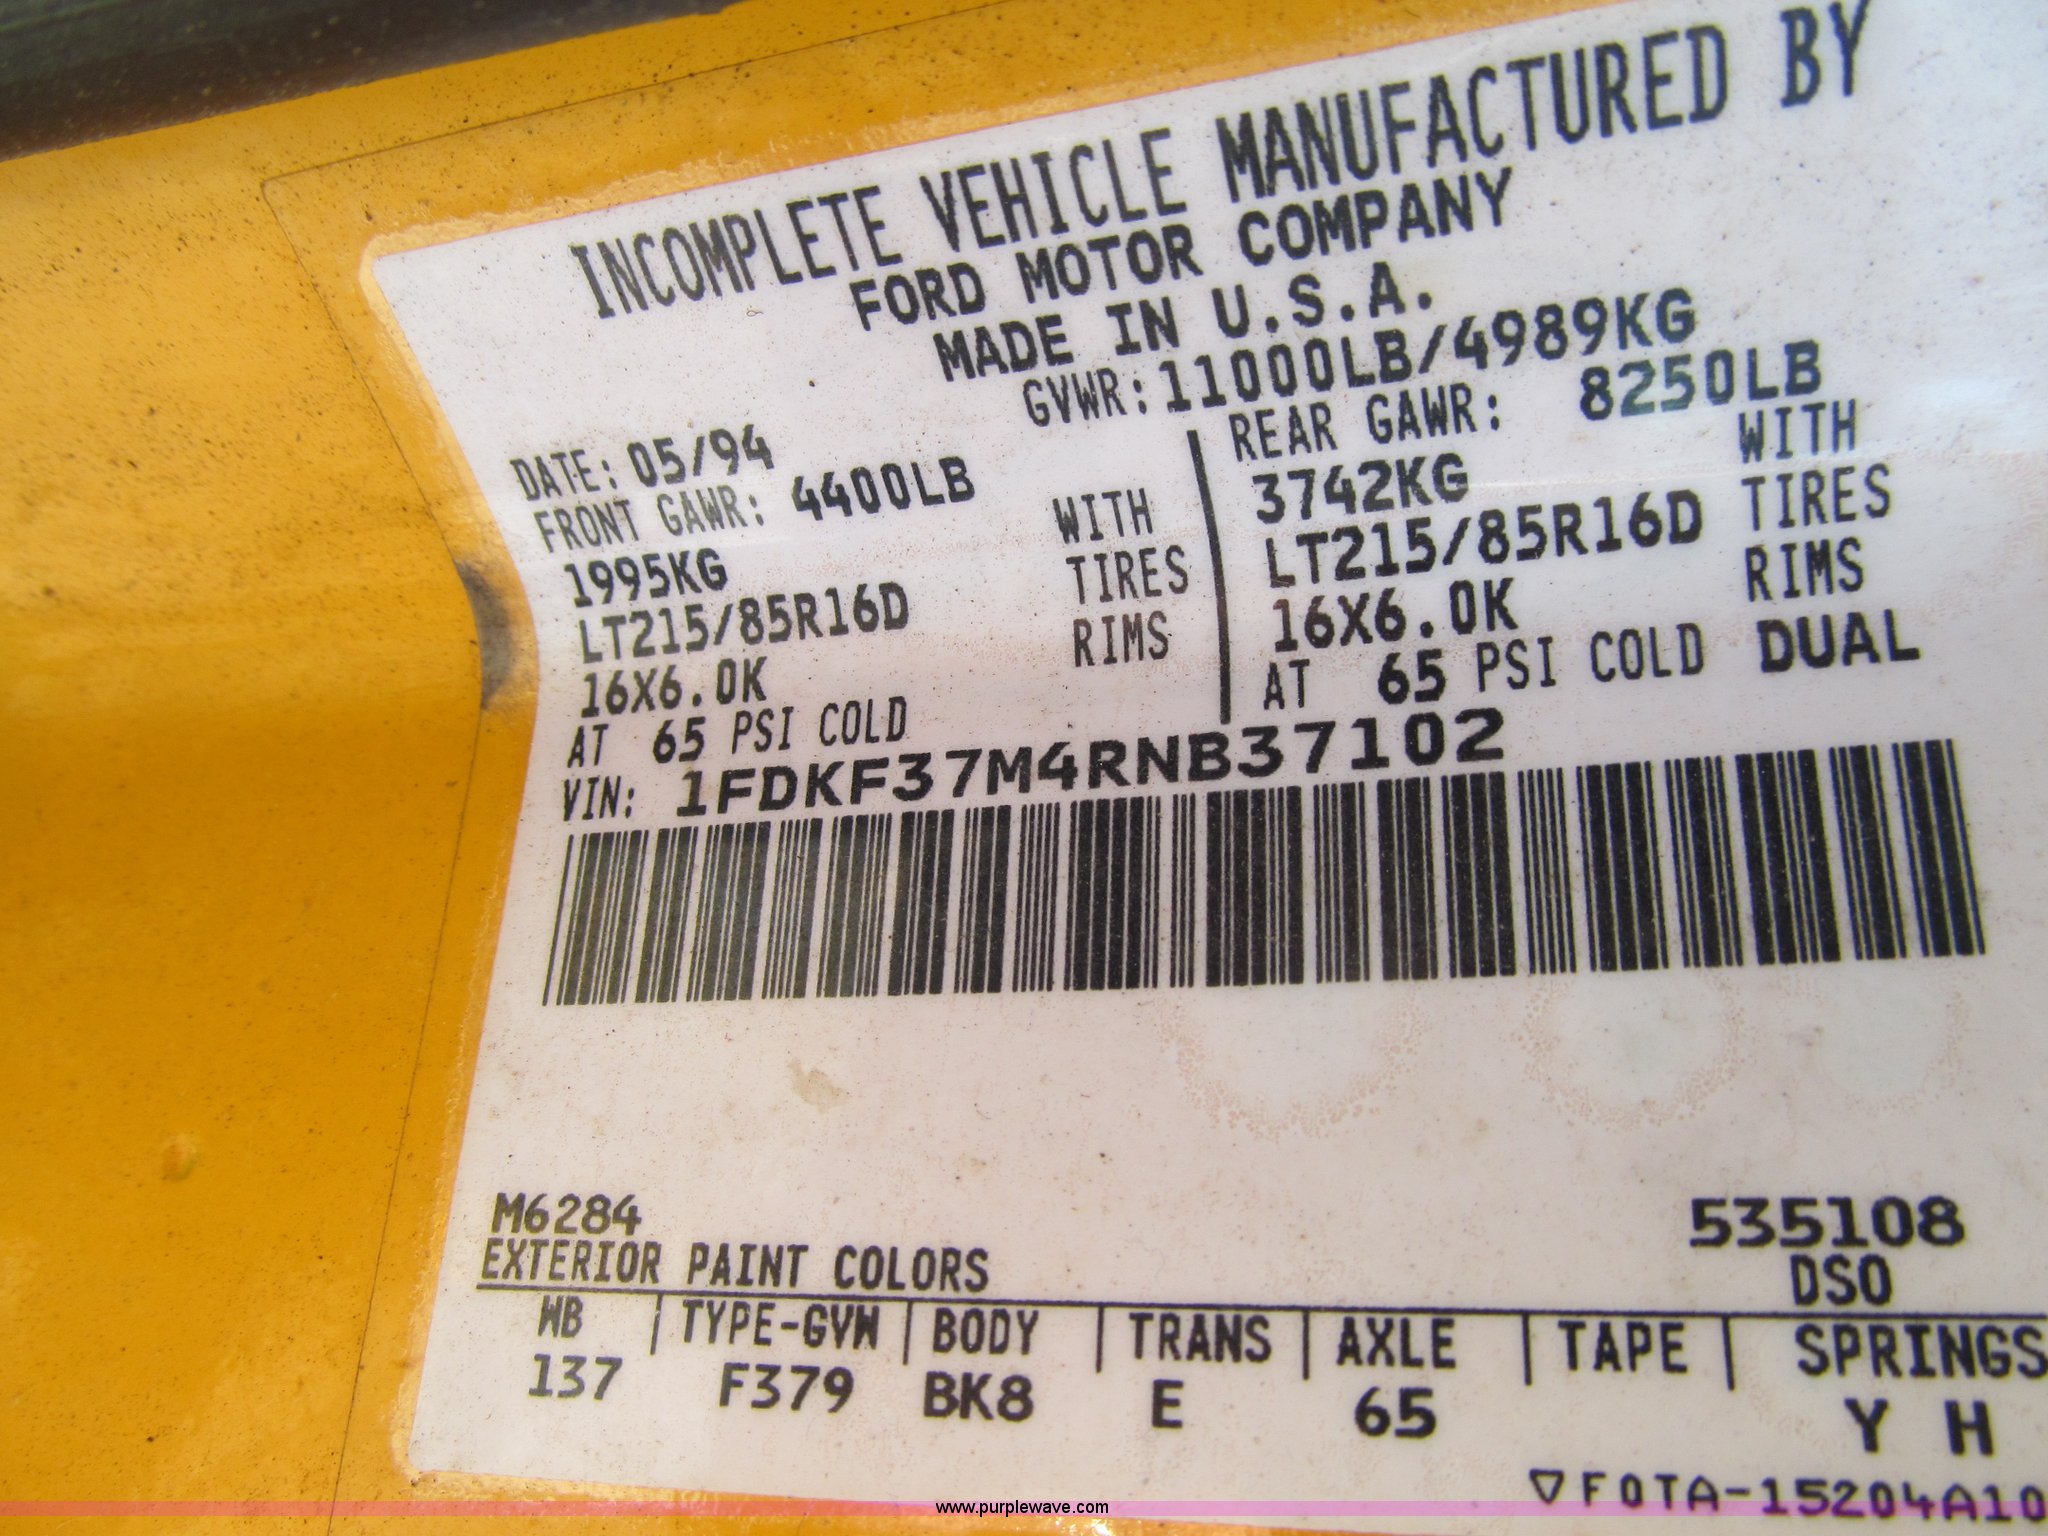 INCOMPLETE VEHICLE MANUFACTURED BY
FORD MOTOR COMPANY
MADE IN U.S.A.
GVWR: 11000LB/4989KG
DATE: 05/94
FRONT GAWR: 4400LB
1995KG WITH
LT215/85R16D TIRES
16X6.0K RIMS
AT 65 PSI COLD
REAR GAWR: 8250LB
3742KG WITH
LT215/85R16D TIRES
16X6.0K RIMS
AT 65 PSI COLD DUAL
VIN: 1FDKF37M4RNB37102
M6284 535108
EXTERIOR PAINT COLORS DSO
WB | TYPE-GVW | BODY | TRANS | AXLE | TAPE | SPRINGS
137 F379 BK8 E 65 Y H
▽F0TA-15204A10
www.purplewave.com